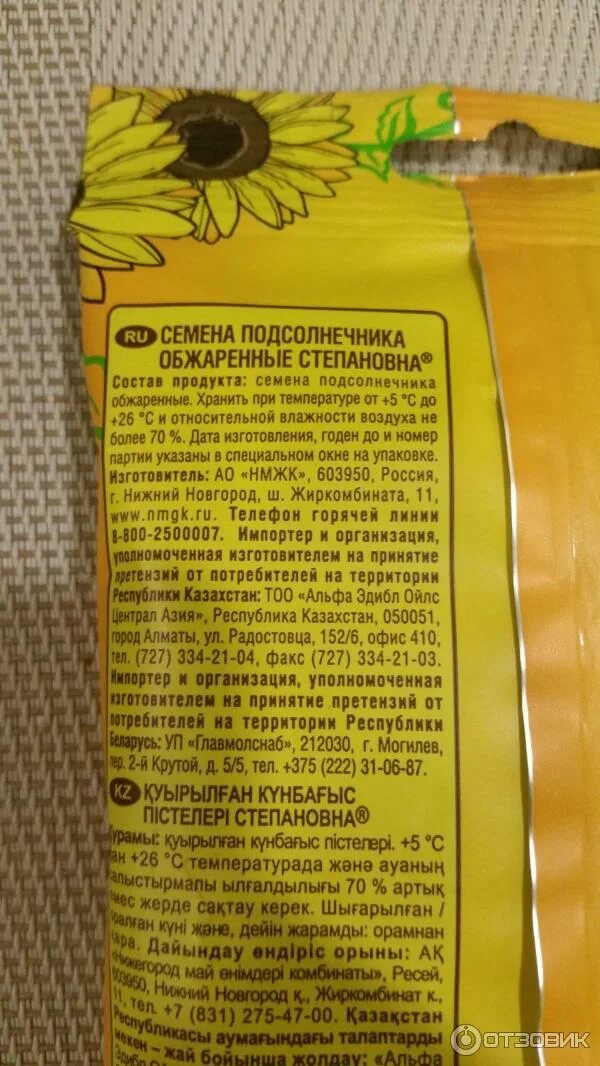 RU СЕМЕНА ПОДСОЛНЕЧНИКА
ОБЖАРЕННЫЕ СТЕПАНОВНА®
Состав продукта: семена подсолнечника
обжаренные. Хранить при температуре от +5 °С до
+26 °С и относительной влажности воздуха не
более 70 %. Дата изготовления, годен до и номер
партии указаны в специальном окне на упаковке.
Изготовитель: АО «НМЖК», 603950, Россия,
г. Нижний Новгород, ш. Жиркомбината, 11,
www.nmgk.ru. Телефон горячей линии
8-800-2500007. Импортер и организация,
уполномоченная изготовителем на принятие
претензий от потребителей на территории
Республики Казахстан: ТОО «Альфа Эдибл Ойлс
Централ Азия», Республика Казахстан, 050051,
город Алматы, ул. Радостовца, 152/6, офис 410,
тел. (727) 334-21-04, факс (727) 334-21-03.
Импортер и организация, уполномоченная
изготовителем на принятие претензий от
потребителей на территории Республики
Беларусь: УП «Главмолснаб», 212030, г. Могилев,
пер. 2-й Крутой, д. 5/5, тел. +375 (222) 31-06-87.
KZ ҚУЫРЫЛҒАН КҮНБАҒЫС
ПІСТЕЛЕРІ СТЕПАНОВНА®
Құрамы: қуырылған күнбағыс пістелері. +5 °С
+26 °С температурада және ауаның
салыстырмалы ылғалдылығы 70 % артық
емес жерде сақтау керек. Шығарылған /
оралған күні және, дейін жарамды: орамнан
қара. Дайындау өндіріс орыны: АҚ
«Нижегород май өнімдері комбинаты», Ресей,
603950, Нижний Новгород қ., Жиркомбинат к.,
11, тел. +7 (831) 275-47-00. Қазақстан
Республикасы аумағындағы талаптарды
мекен – жай бойынша жолдау: «Альфа
ОТЗОВИК